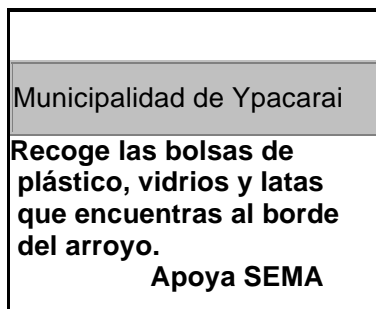 Municipalidad de Ypacarai
Recoge las bolsas de
plástico, vidrios y latas
que encuentras al borde
del arroyo.
Apoya SEMA